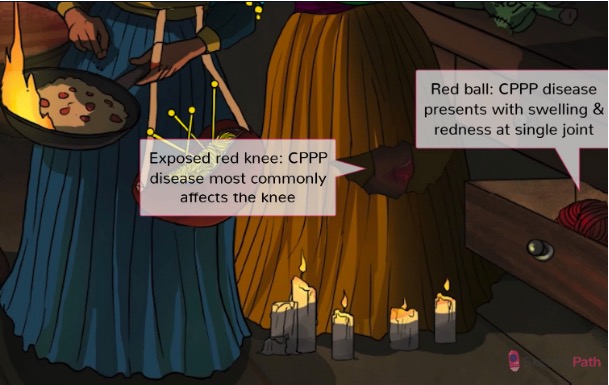 Red ball: CPPP disease
presents with swelling &
redness at single joint
Exposed red knee: CPPP
disease most commonly
affects the knee
Path